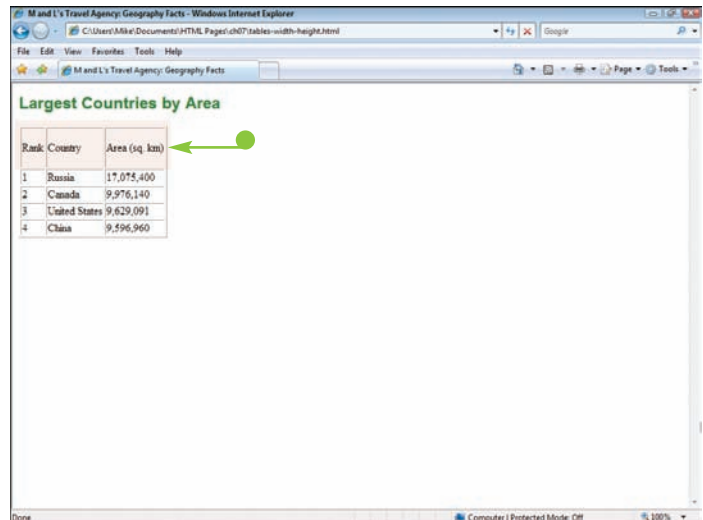 M and L's Travel Agency: Geography Facts - Windows Internet Explorer
C:\Users\Mike\Documents\HTML Pages\ch07\tables-width-height.html
Google
File Edit View Favorites Tools Help
M and L's Travel Agency: Geography Facts
Page Tools
Largest Countries by Area
Rank Country Area (sq. km)
1 Russia 17,075,400
2 Canada 9,976,140
3 United States 9,629,091
4 China 9,596,960
Done
Computer | Protected Mode: Off
100%